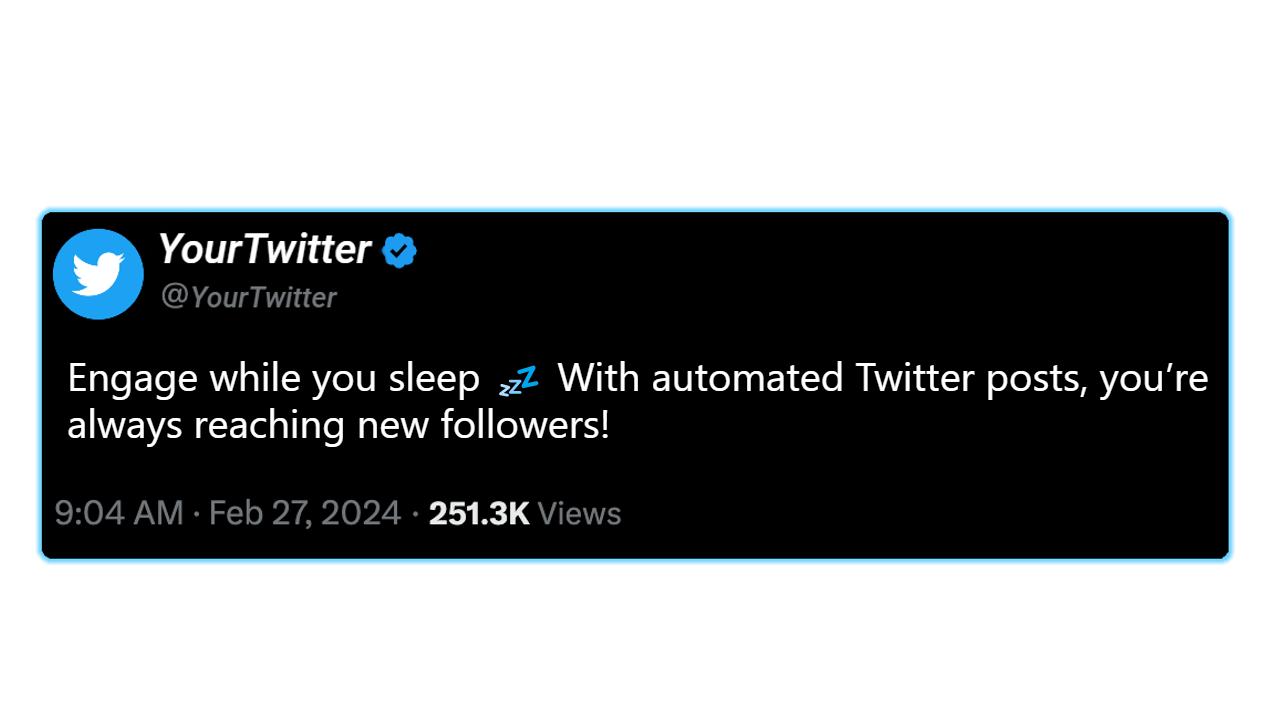 YourTwitter
@YourTwitter
Engage while you sleep 💤 With automated Twitter posts, you’re
always reaching new followers!
9:04 AM · Feb 27, 2024 · 251.3K Views